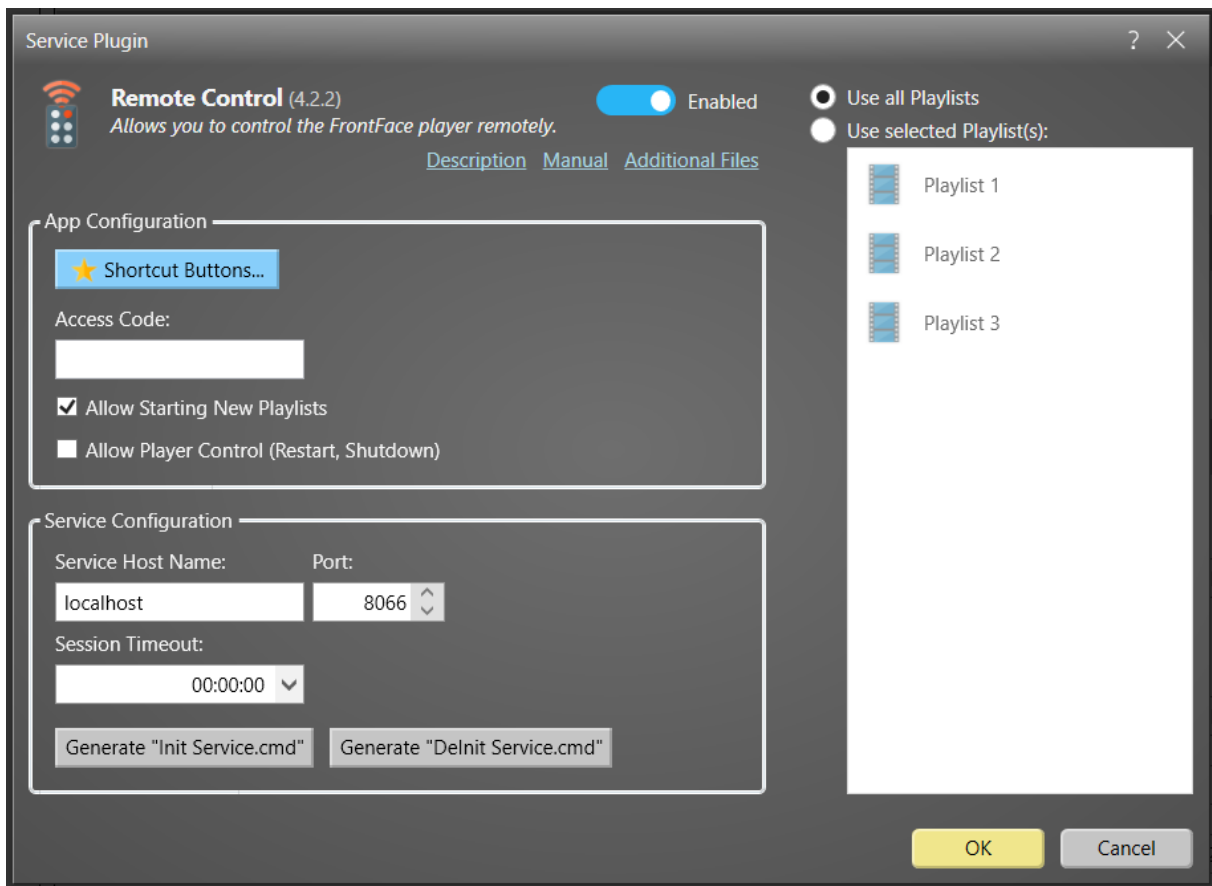 Service Plugin
?
Remote Control (4.2.2)
Allows you to control the FrontFace player remotely.
Enabled
Description Manual Additional Files
App Configuration
Shortcut Buttons...
Access Code:
Allow Starting New Playlists
Allow Player Control (Restart, Shutdown)
Service Configuration
Service Host Name: Port:
localhost 8066
Session Timeout:
00:00:00
Generate "Init Service.cmd" Generate "DeInit Service.cmd"
Use all Playlists
Use selected Playlist(s):
Playlist 1
Playlist 2
Playlist 3
OK Cancel